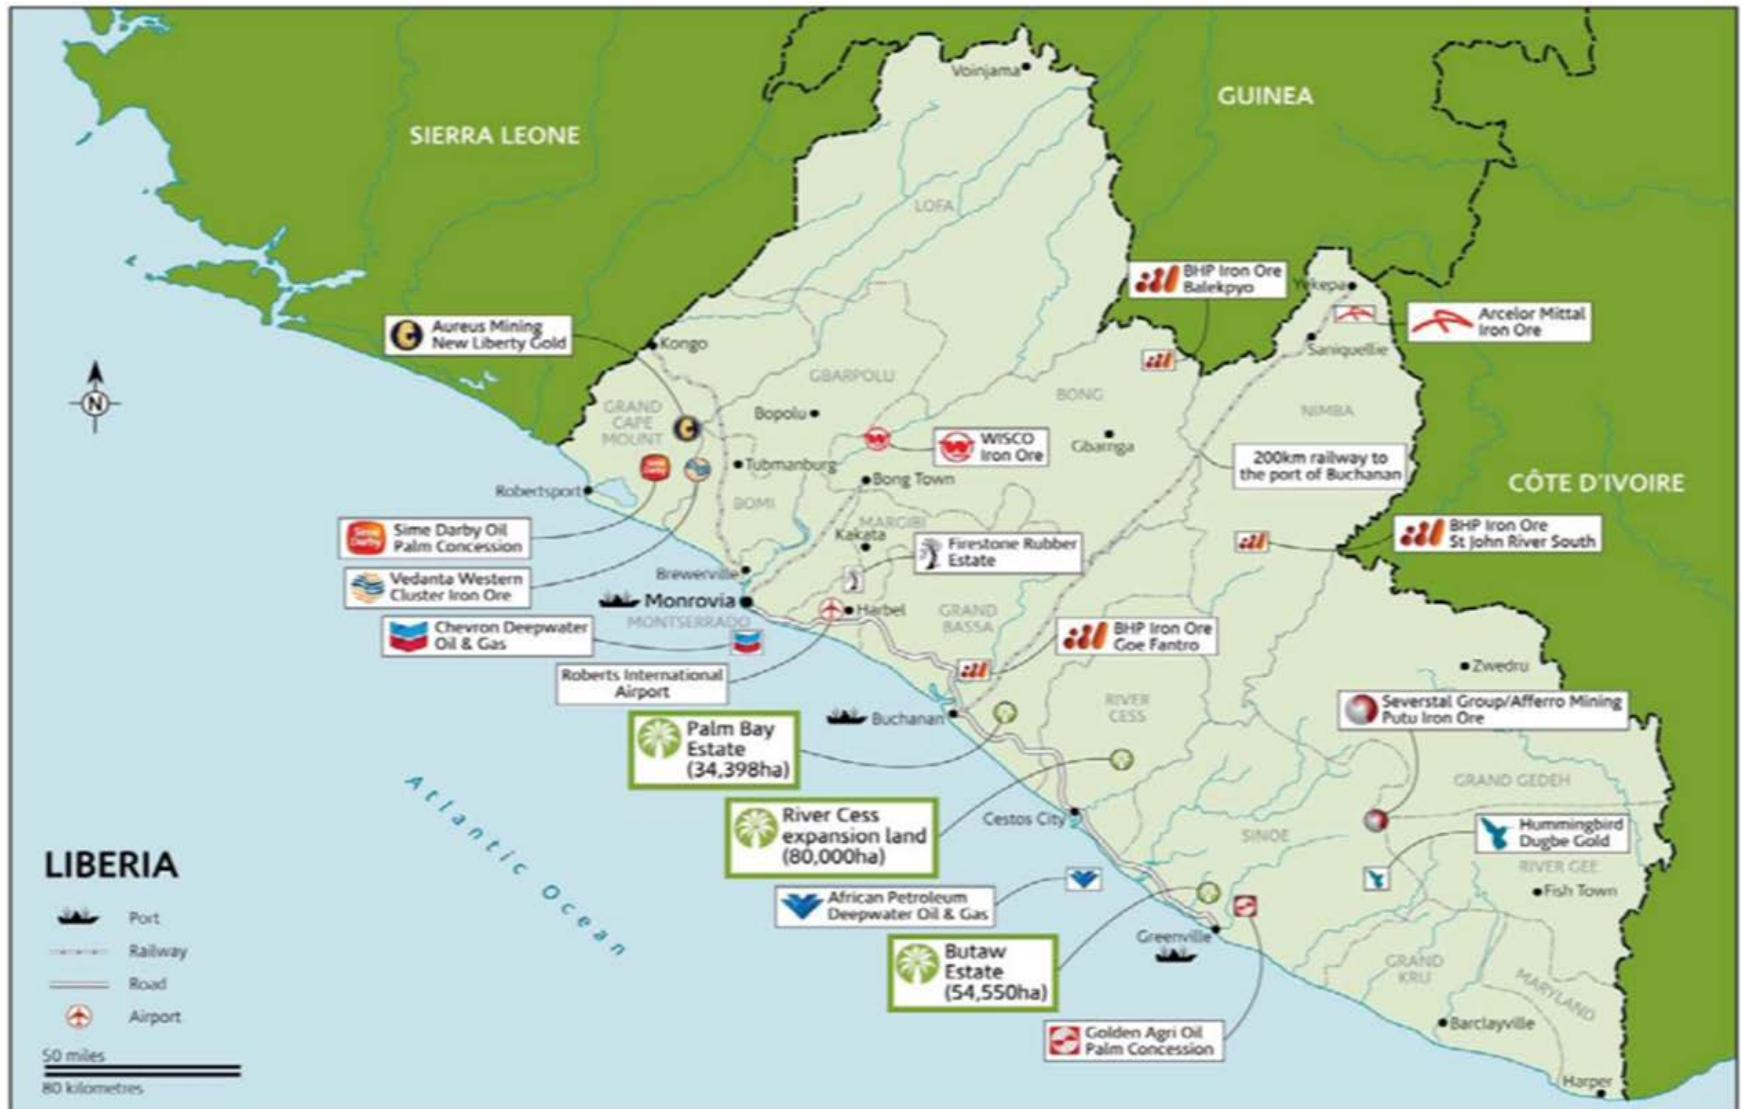 Voinjama
GUINEA
SIERRA LEONE
LOFA
BHP Iron Ore
Balekpyo
Yekepa
Arcelor Mittal
Iron Ore
Aureus Mining
New Liberty Gold
Kongo
Saniquellie
N
GBARPOLU
BONG
NIMBA
GRAND
CAPE
MOUNT
Bopolu
Gbarnga
WISCO
Iron Ore
200km railway to
the port of Buchanan
Tubmanburg
Bong Town
CÔTE D'IVOIRE
Robertsport
BOMI
MARGIBI
Kakata
Sime Darby
Sime Darby Oil
Palm Concession
Firestone Rubber
Estate
BHP Iron Ore
St John River South
Vedanta Western
Cluster Iron Ore
Brewerville
Monrovia
Harbel
GRAND
BASSA
MONTSERRADO
Chevron Deepwater
Oil & Gas
BHP Iron Ore
Goe Fantro
Roberts International
Airport
Zwedru
RIVER
CESS
Severstal Group/Afferro Mining
Putu Iron Ore
Buchanan
Palm Bay
Estate
(34,398ha)
GRAND GEDEH
River Cess
expansion land
(80,000ha)
Cestos City
SINOE
Hummingbird
Dugbe Gold
RIVER GEE
Fish Town
Atlantic Ocean
African Petroleum
Deepwater Oil & Gas
Greenville
Butaw
Estate
(54,550ha)
GRAND
KRU
MARYLAND
Golden Agri Oil
Palm Concession
Barclayville
Harper
LIBERIA
Port
Railway
Road
Airport
50 miles
80 kilometres